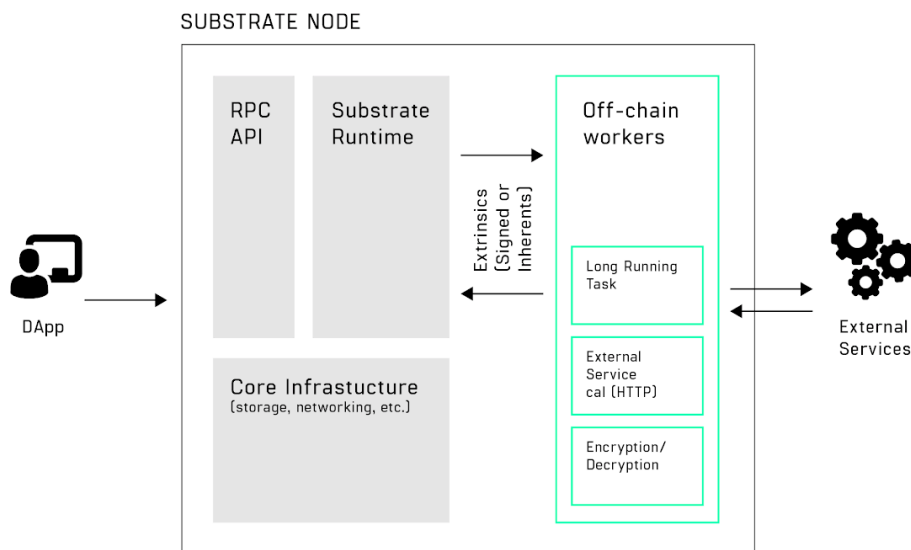 SUBSTRATE NODE
RPC
API
Substrate
Runtime
Off-chain
workers
Extrinsics
(Signed or
Inherents)
Long Running
Task
DApp
External
Services
External
Service
cal (HTTP)
Core Infrastucture
(storage, networking, etc.)
Encryption/
Decryption